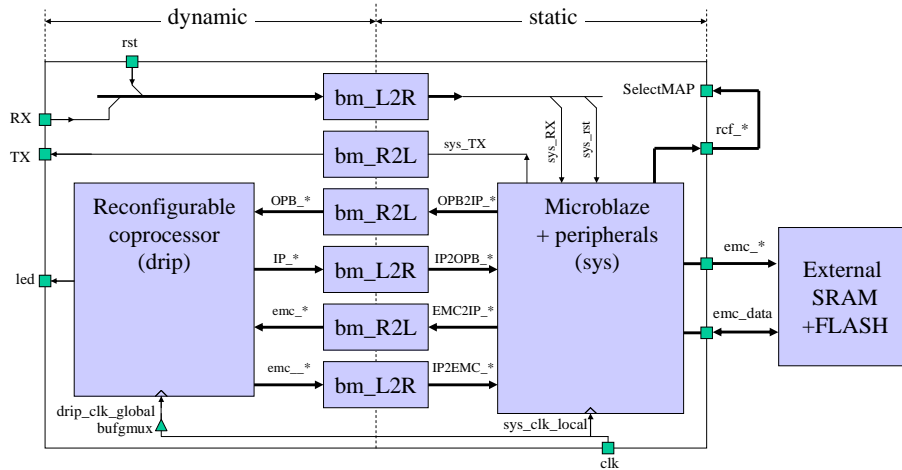 dynamic
static
rst
SelectMAP
bm_L2R
RX
sys_RX
sys_rst
rcf_*
TX
bm_R2L
sys_TX
Reconfigurable
coprocessor
(drip)
OPB_*
bm_R2L
OPB2IP_*
Microblaze
+ peripherals
(sys)
IP_*
bm_L2R
IP2OPB_*
emc_*
External
SRAM
+FLASH
led
emc_*
bm_R2L
EMC2IP_*
emc_data
emc__*
bm_L2R
IP2EMC_*
drip_clk_global
bufgmux
sys_clk_local
clk